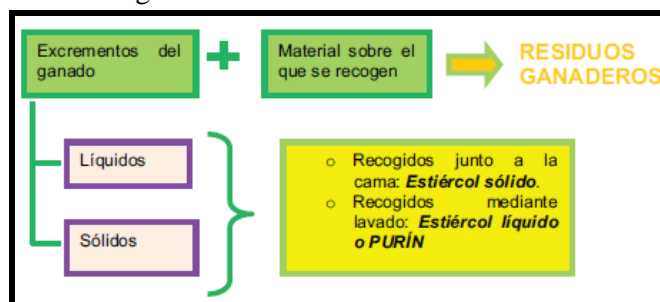 Excrementos del
ganado
+
Material sobre el
que se recogen
RESIDUOS
GANADEROS
Líquidos
Sólidos
o Recogidos junto a la
cama: Estiércol sólido.
o Recogidos mediante
lavado: Estiércol líquido
o PURÍN